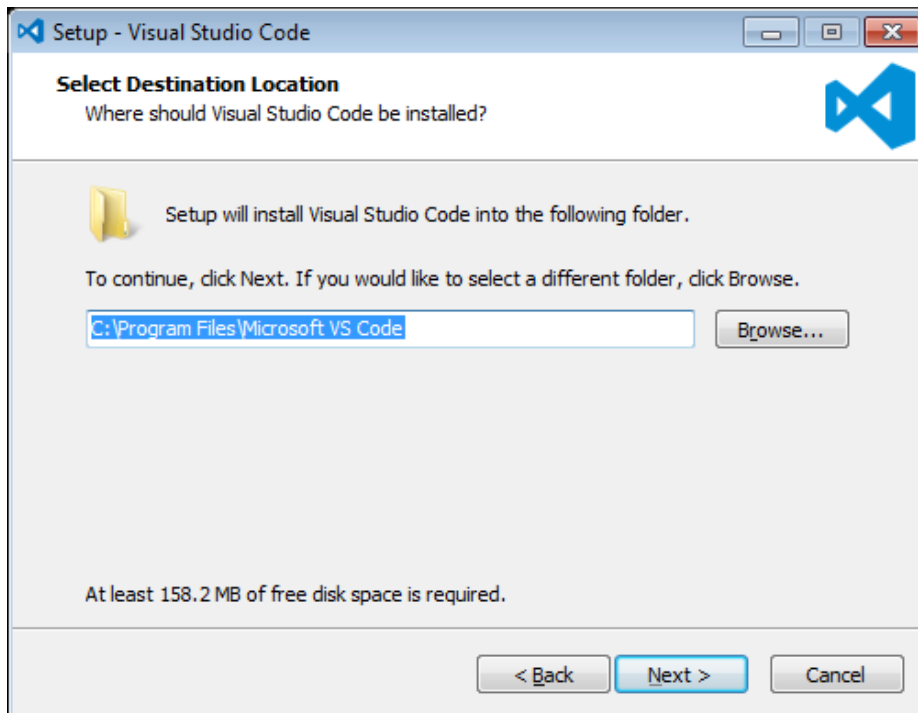 Setup - Visual Studio Code
Select Destination Location
Where should Visual Studio Code be installed?
Setup will install Visual Studio Code into the following folder.
To continue, click Next. If you would like to select a different folder, click Browse.
C:\Program Files\Microsoft VS Code
Browse...
At least 158.2 MB of free disk space is required.
< Back
Next >
Cancel